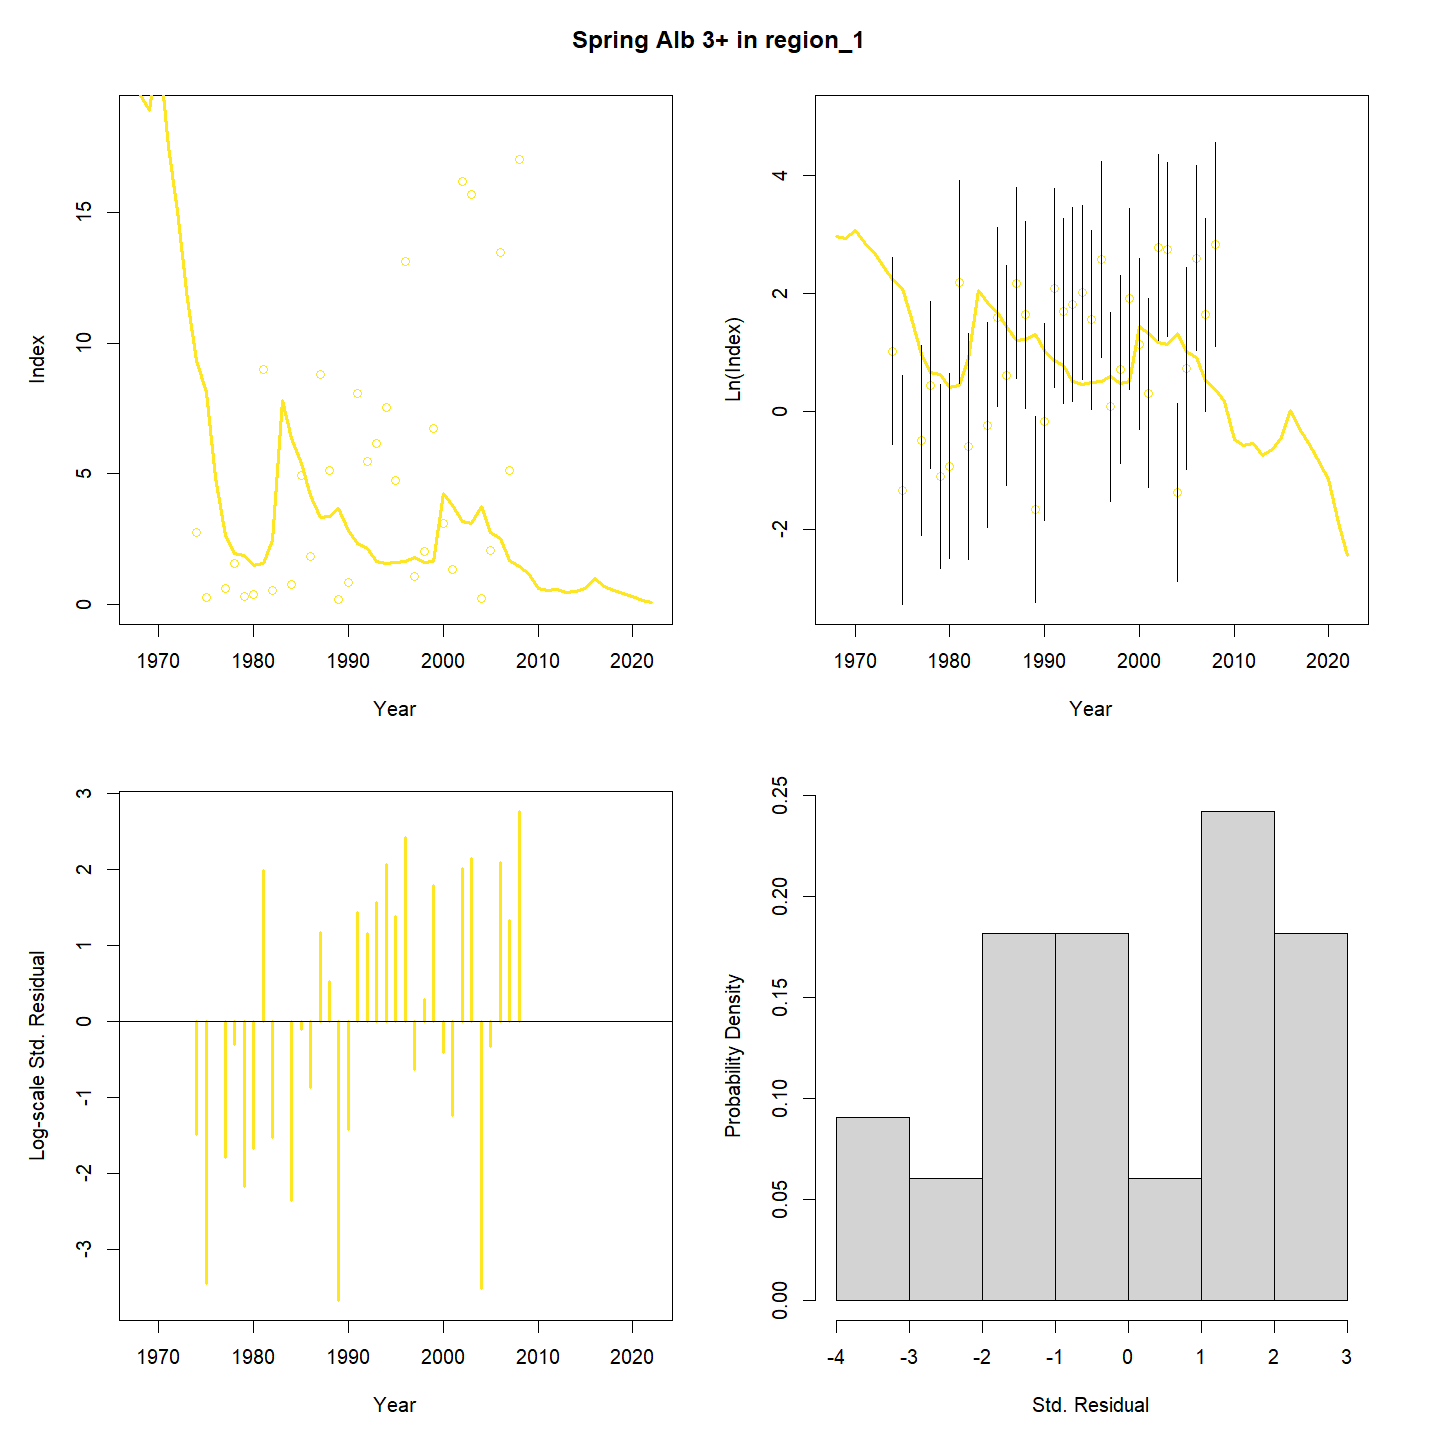 Spring Alb 3+ in region_1
Index
0 5 10 15
1970 1980 1990 2000 2010 2020
Year
Ln(Index)
-2 0 2 4
1970 1980 1990 2000 2010 2020
Year
Log-scale Std. Residual
-3 -2 -1 0 1 2 3
1970 1980 1990 2000 2010 2020
Year
Probability Density
0.00 0.05 0.10 0.15 0.20 0.25
-4 -3 -2 -1 0 1 2 3
Std. Residual